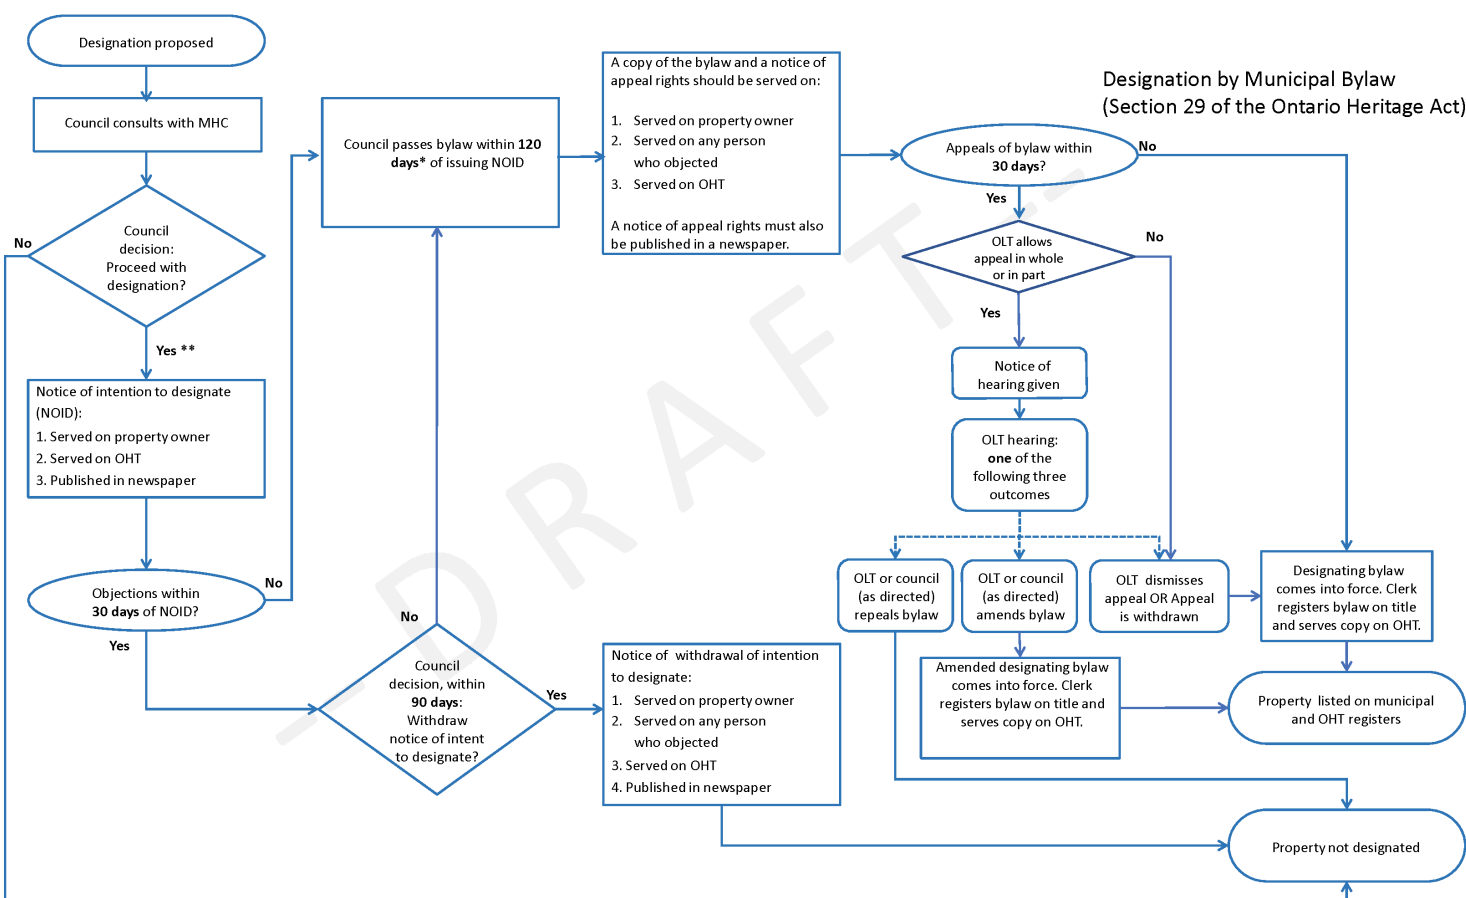 Designation by Municipal Bylaw
(Section 29 of the Ontario Heritage Act)
Designation proposed
Council consults with MHC
Council
decision:
Proceed with
designation?
No
Yes **
Notice of intention to designate
(NOID):
1. Served on property owner
2. Served on OHT
3. Published in newspaper
Objections within
30 days of NOID?
No
Yes
Council passes bylaw within 120
days* of issuing NOID
No
Council
decision, within
90 days:
Withdraw
notice of intent
to designate?
Yes
A copy of the bylaw and a notice of
appeal rights should be served on:
1. Served on property owner
2. Served on any person
who objected
3. Served on OHT
A notice of appeal rights must also
be published in a newspaper.
Notice of withdrawal of intention
to designate:
1. Served on property owner
2. Served on any person
who objected
3. Served on OHT
4. Published in newspaper
Appeals of bylaw within
30 days?
No
Yes
OLT allows
appeal in whole
or in part
No
Yes
Notice of
hearing given
OLT hearing:
one of the
following three
outcomes
OLT or council
(as directed)
repeals bylaw
OLT or council
(as directed)
amends bylaw
OLT dismisses
appeal OR Appeal
is withdrawn
Designating bylaw
comes into force. Clerk
registers bylaw on title
and serves copy on OHT.
Amended designating bylaw
comes into force. Clerk
registers bylaw on title and
serves copy on OHT.
Property listed on municipal
and OHT registers
Property not designated
--DRAFT--